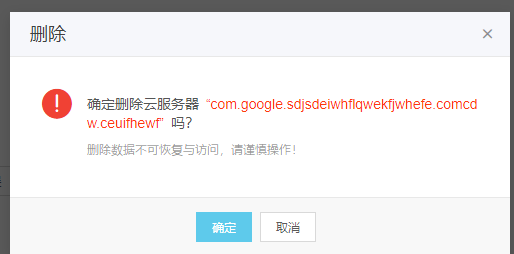 删除
确定删除云服务器 “com.google.sdjsdeiwhflqwekfjwhefe.comcd
w.ceuifhewf” 吗?
删除数据不可恢复与访问，请谨慎操作！
确定 取消